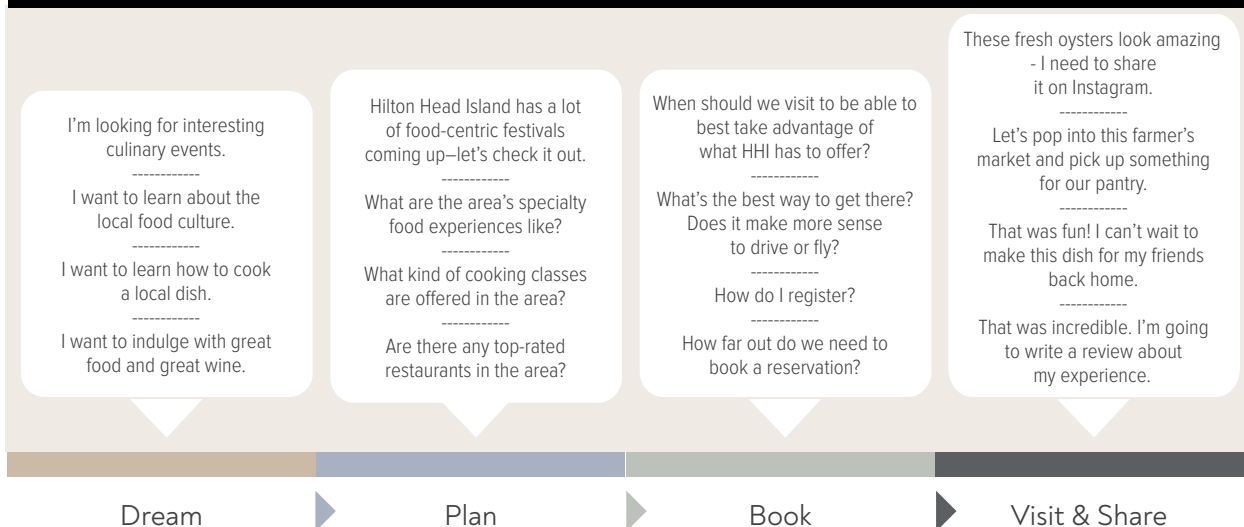 I'm looking for interesting
culinary events.
------------
I want to learn about the
local food culture.
------------
I want to learn how to cook
a local dish.
------------
I want to indulge with great
food and great wine.
Hilton Head Island has a lot
of food-centric festivals
coming up–let's check it out.
------------
What are the area's specialty
food experiences like?
------------
What kind of cooking classes
are offered in the area?
------------
Are there any top-rated
restaurants in the area?
When should we visit to be able to
best take advantage of
what HHI has to offer?
------------
What's the best way to get there?
Does it make more sense
to drive or fly?
------------
How do I register?
------------
How far out do we need to
book a reservation?
These fresh oysters look amazing
- I need to share
it on Instagram.
------------
Let's pop into this farmer's
market and pick up something
for our pantry.
------------
That was fun! I can't wait to
make this dish for my friends
back home.
------------
That was incredible. I'm going
to write a review about
my experience.
Dream
Plan
Book
Visit & Share